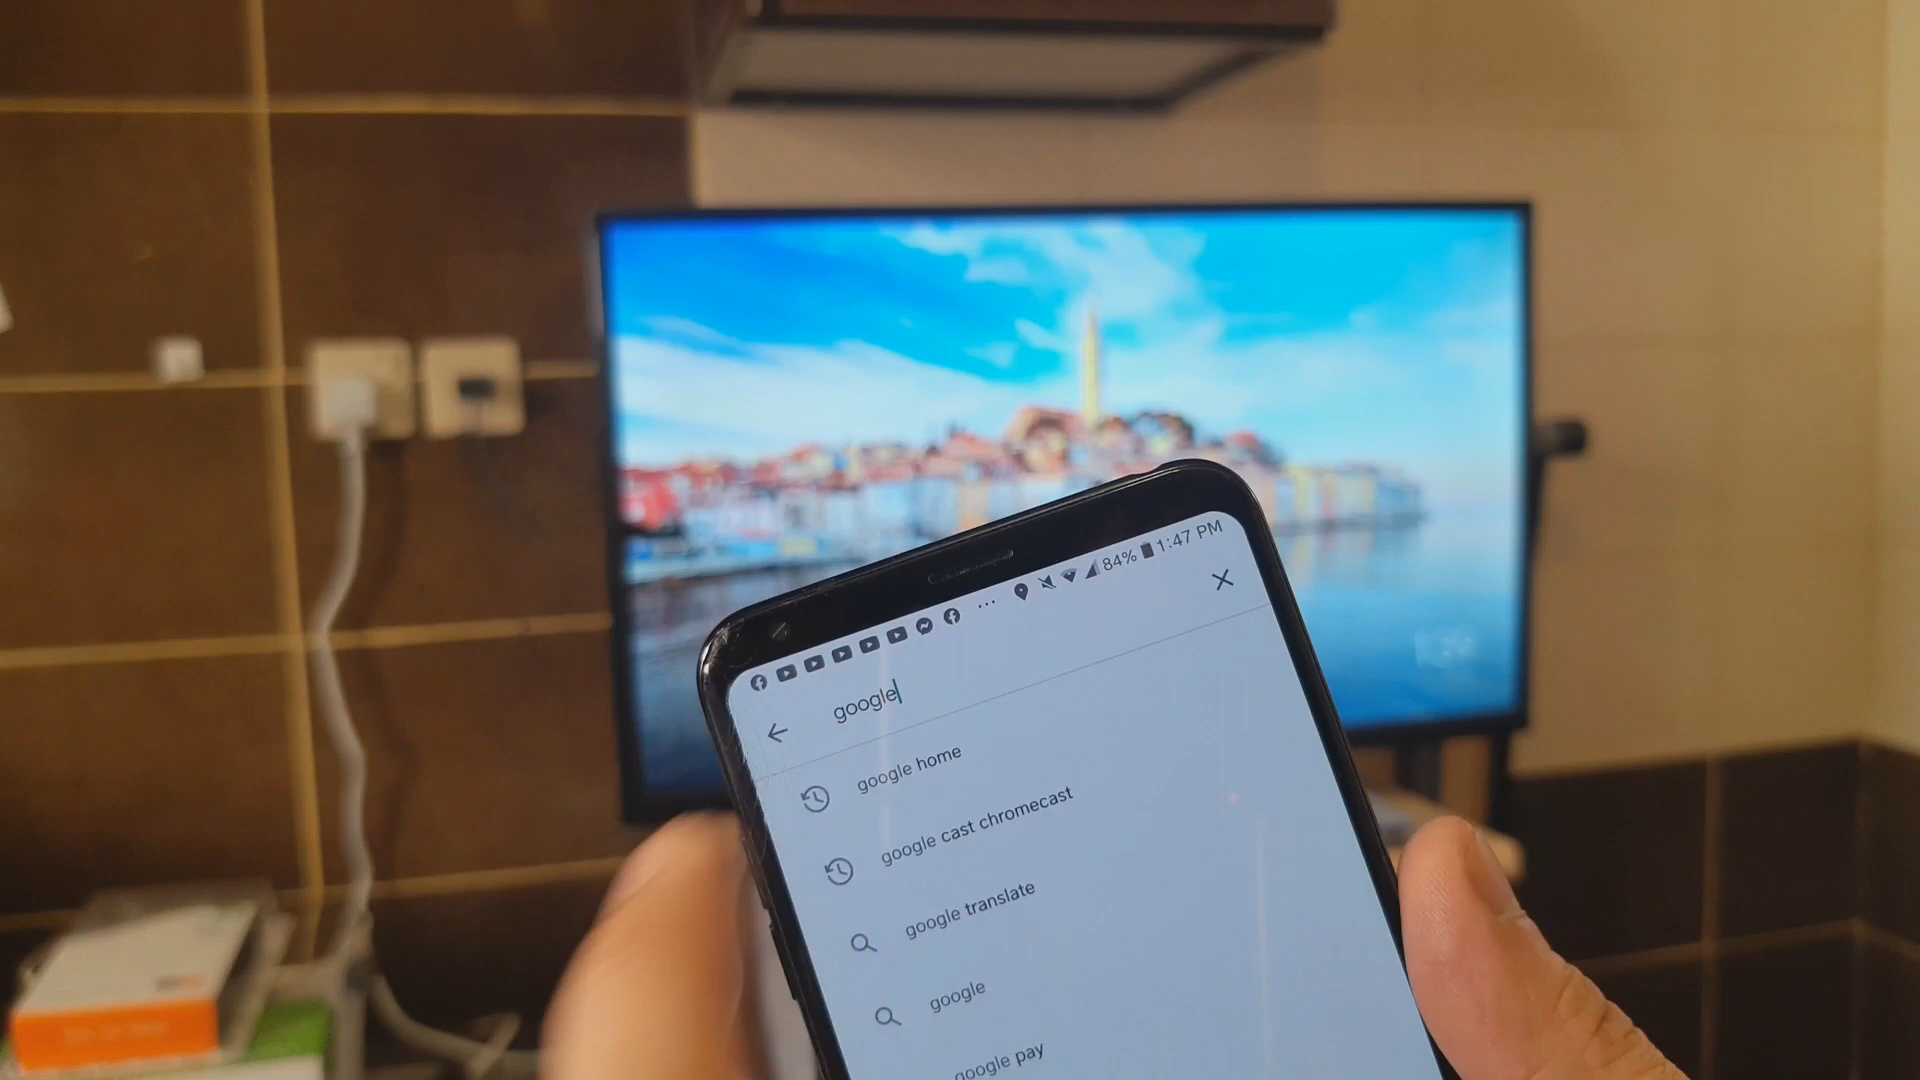 84% 1:47 PM
google
google home
google cast chromecast
google translate
google
google pay